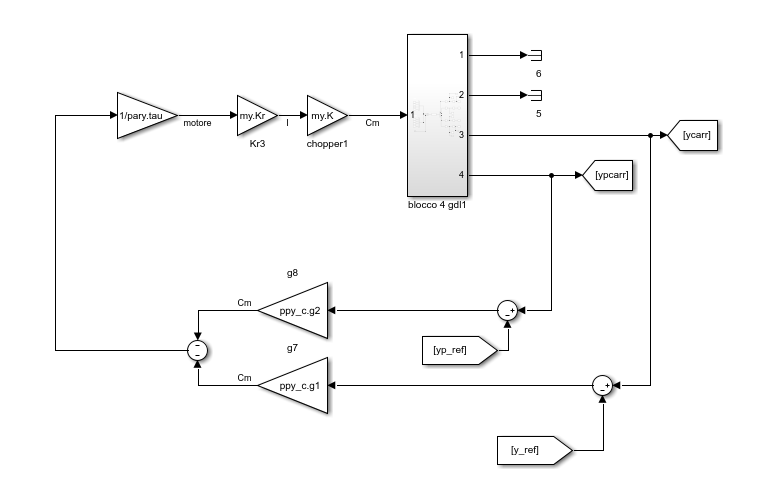 1
6
2
5
1/pary.tau
motore
my.Kr
Kr3
I
my.K
chopper1
Cm
1
3
[ycarr]
4
[ypcarr]
blocco 4 gdl1
g8
Cm
ppy_c.g2
+
−
[yp_ref]
−
−
g7
Cm
ppy_c.g1
+
−
[y_ref]